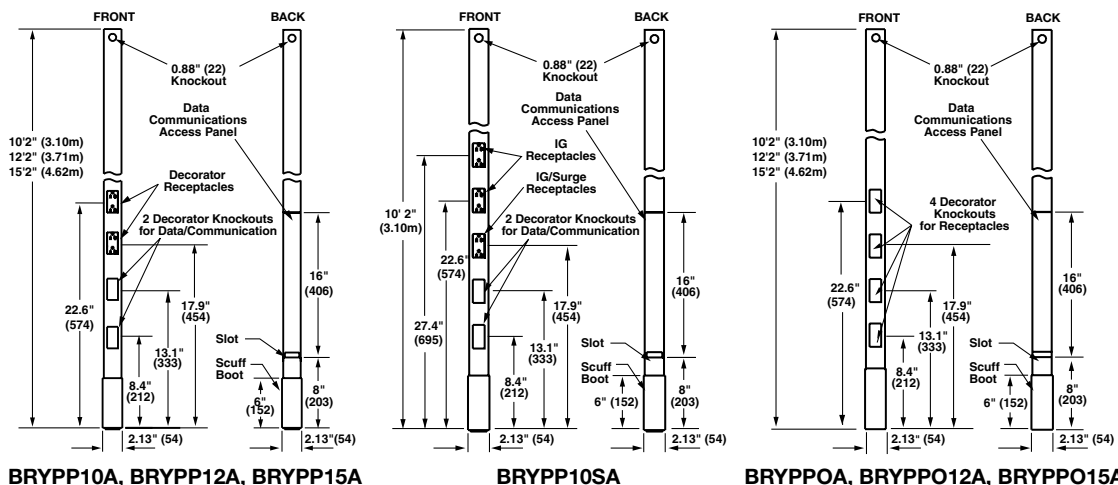 FRONT
BACK
0.88" (22)
Knockout
Data
Communications
Access Panel
10'2" (3.10m)
12'2" (3.71m)
15'2" (4.62m)
Decorator
Receptacles
2 Decorator Knockouts
for Data/Communication
22.6"
(574)
17.9"
(454)
13.1"
(333)
8.4"
(212)
16"
(406)
Slot
Scuff
Boot
6"
(152)
8"
(203)
2.13" (54)
2.13" (54)
BRYPP10A, BRYPP12A, BRYPP15A
FRONT
BACK
0.88" (22)
Knockout
Data
Communications
Access Panel
IG
Receptacles
IG/Surge
Receptacles
10' 2"
(3.10m)
2 Decorator Knockouts
for Data/Communication
22.6"
(574)
27.4"
(695)
17.9"
(454)
13.1"
(333)
8.4"
(212)
16"
(406)
Slot
Scuff
Boot
6" (152)
8"
(203)
2.13" (54)
2.13" (54)
BRYPP10SA
FRONT
BACK
0.88" (22)
Knockout
Data
Communications
Access Panel
10'2" (3.10m)
12'2" (3.71m)
15'2" (4.62m)
4 Decorator
Knockouts
for Receptacles
22.6"
(574)
17.9"
(454)
13.1"
(333)
8.4"
(212)
16"
(406)
Slot
Scuff
Boot
6" (152)
8"
(203)
2.13" (54)
2.13" (54)
BRYPPOA, BRYPPO12A, BRYPPO15A